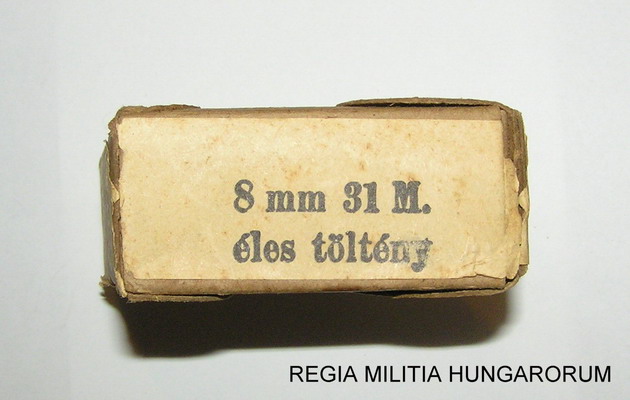 8 mm 31 M.
éles töltény
REGIA MILITIA HUNGARORUM